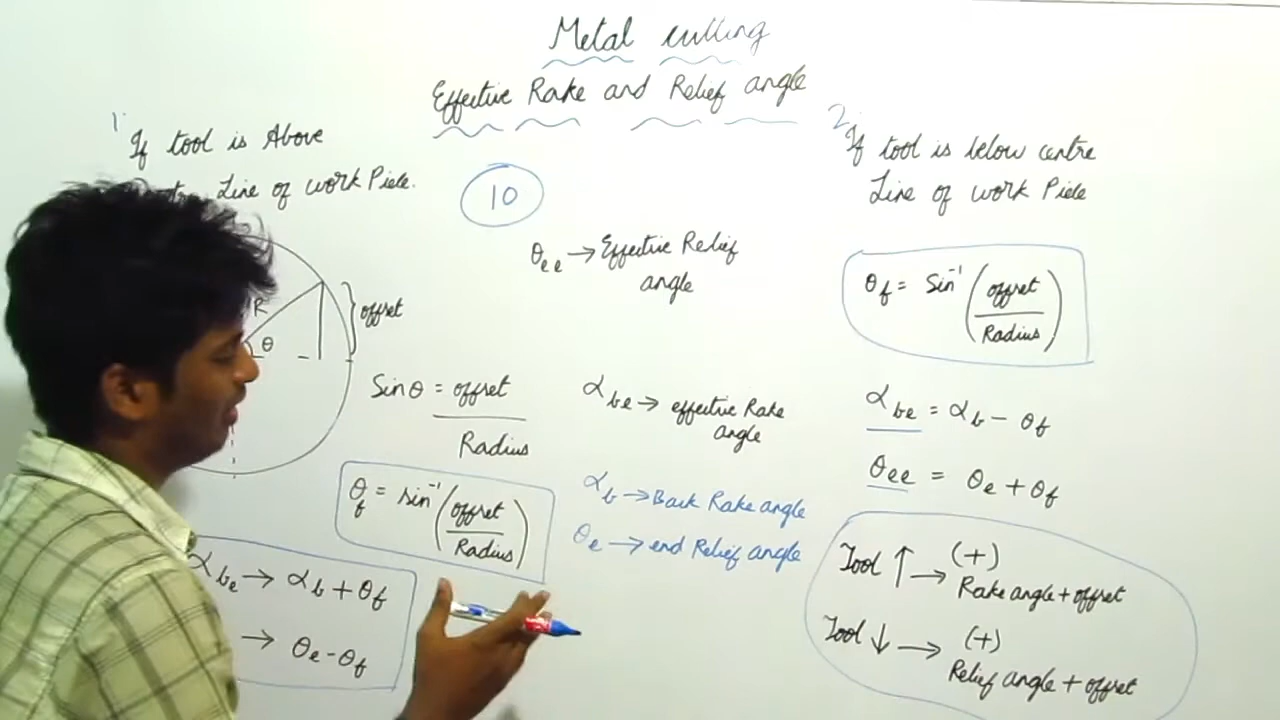 Metal cutting
Effective Rake and Relief angle
1
If tool is Above
Line of work Piece.
R
θ
offset
Sinθ = offset
Radius
θf = sin⁻¹(offset
Radius)
αbe → αb + θf
→ θe - θf
10
θee → Effective Relief
angle
αbe → effective Rake
angle
αb → Back Rake angle
θe → end Relief angle
2
If tool is below centre
Line of work Piece
θf = Sin⁻¹(offset
Radius)
αbe = αb - θf
θee = θe + θf
Tool ↑ → (+)
Rake angle + offset
Tool ↓ → (+)
Relief angle + offset